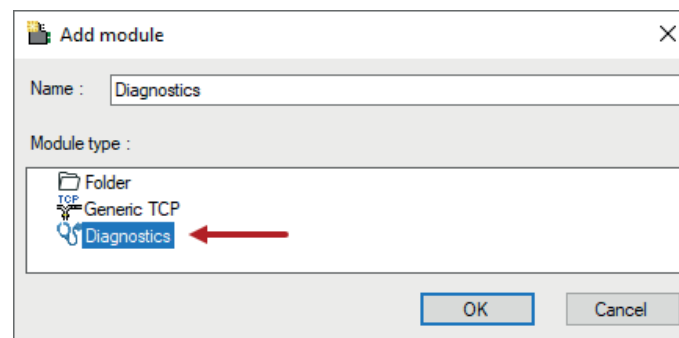 Add module
Name :
Diagnostics
Module type :
Folder
TCP
Generic TCP
Diagnostics
OK
Cancel